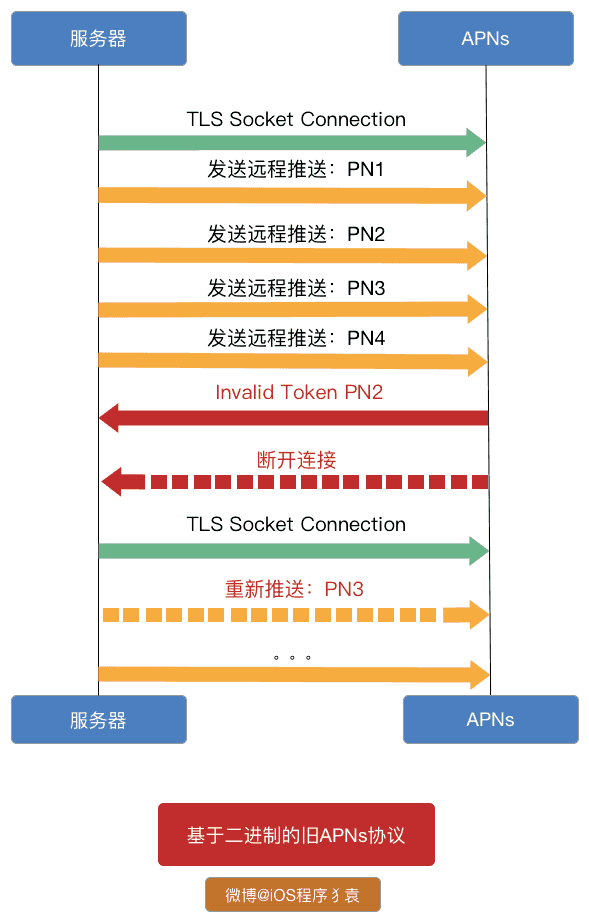 服务器
APNs
TLS Socket Connection
发送远程推送：PN1
发送远程推送：PN2
发送远程推送：PN3
发送远程推送：PN4
Invalid Token PN2
断开连接
TLS Socket Connection
重新推送：PN3
。。。
服务器
APNs
基于二进制的旧APNs协议
微博@iOS程序犭袁